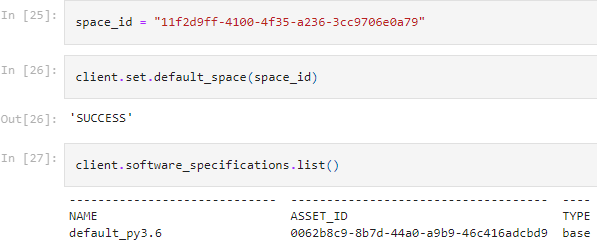 In [25]: space_id = "11f2d9ff-4100-4f35-a236-3cc9706e0a79"
In [26]: client.set.default_space(space_id)
Out[26]: 'SUCCESS'
In [27]: client.software_specifications.list()
----------------------------- ------------------------------------ ----
NAME ASSET_ID TYPE
default_py3.6 0062b8c9-8b7d-44a0-a9b9-46c416adcbd9 base